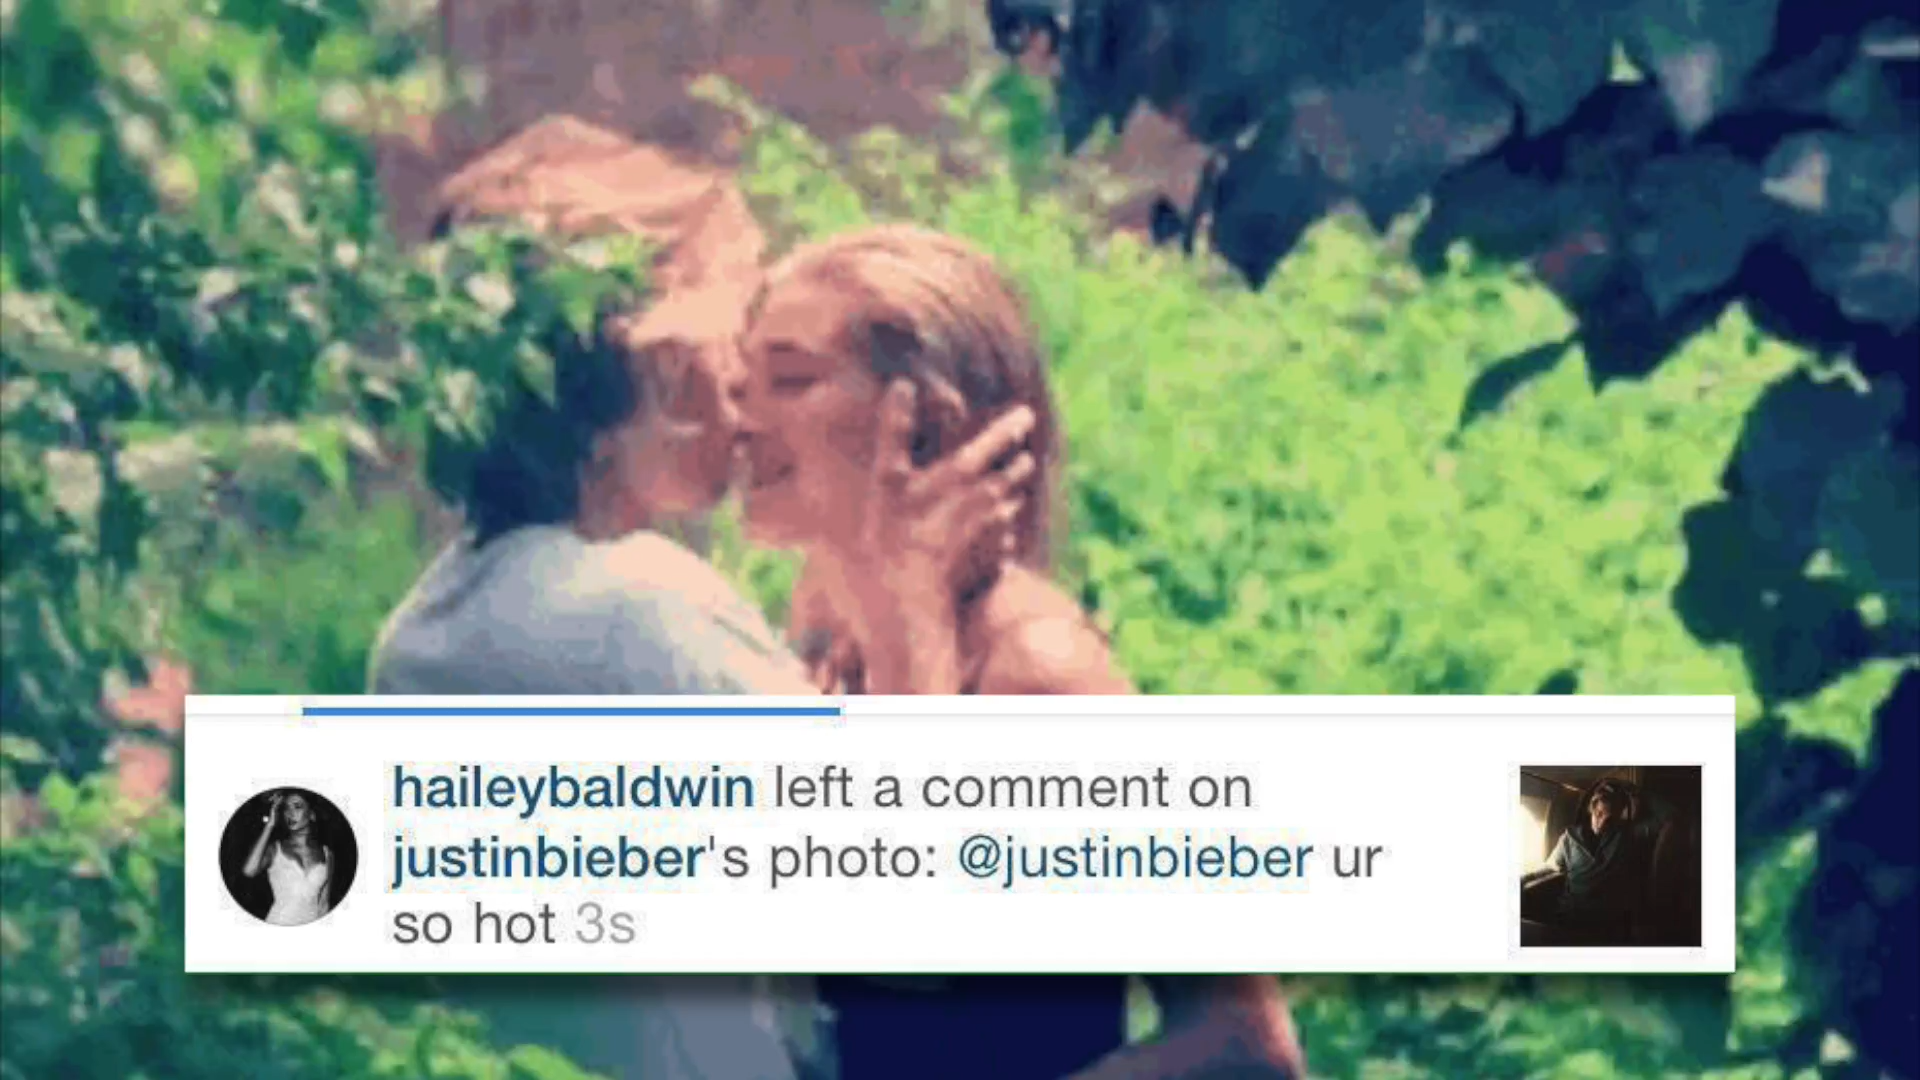 haileybaldwin left a comment on
justinbieber's photo: @justinbieber ur
so hot 3s